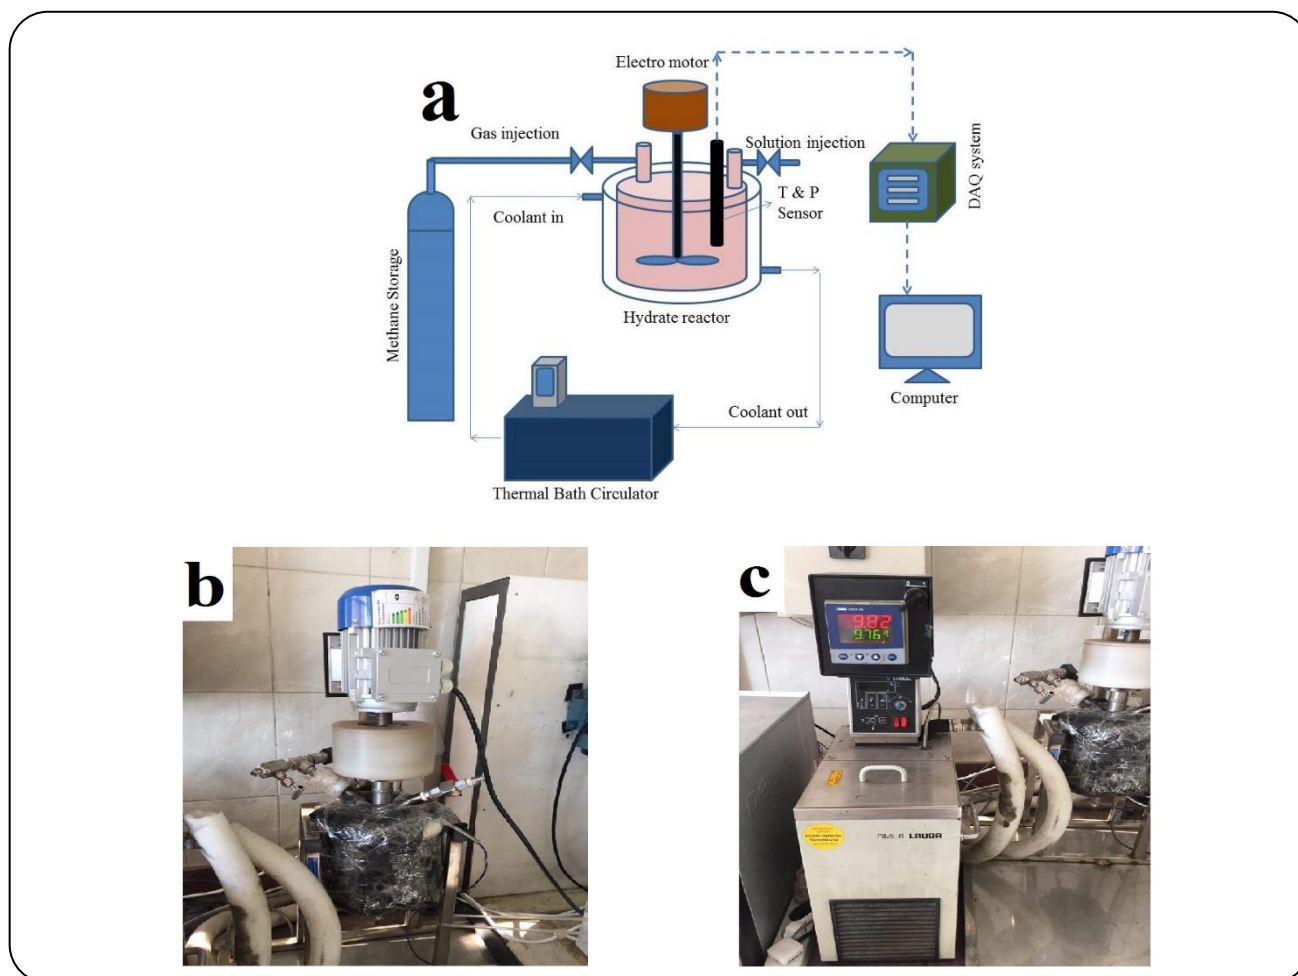 a
Electro motor
Gas injection
Solution injection
DAQ system
T & P
Sensor
Coolant in
Methane Storage
Hydrate reactor
Computer
Coolant out
Thermal Bath Circulator
b
c
9.82
9.76
LAUDA